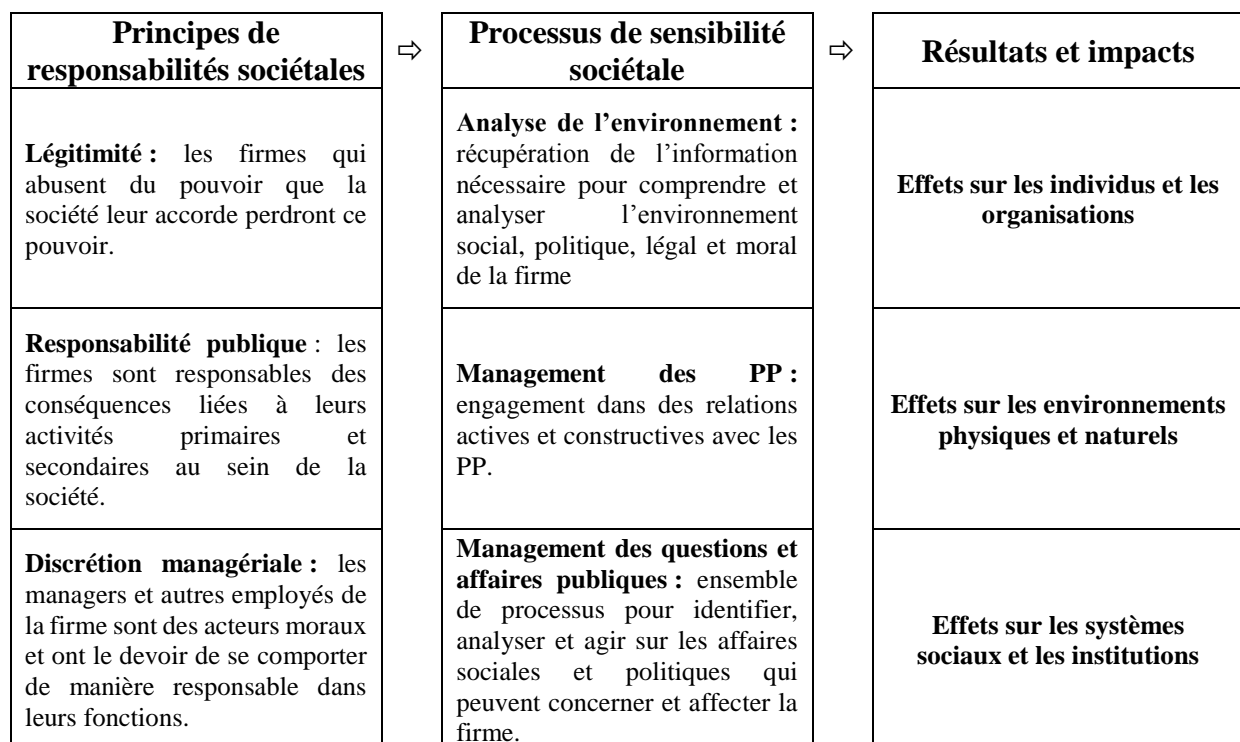 Principes de
responsabilités sociétales
⇨
Processus de sensibilité
sociétale
⇨
Résultats et impacts
Légitimité : les firmes qui
abusent du pouvoir que la
société leur accorde perdront ce
pouvoir.
Analyse de l’environnement :
récupération de l’information
nécessaire pour comprendre et
analyser l’environnement
social, politique, légal et moral
de la firme
Effets sur les individus et les
organisations
Responsabilité publique : les
firmes sont responsables des
conséquences liées à leurs
activités primaires et
secondaires au sein de la
société.
Management des PP :
engagement dans des relations
actives et constructives avec les
PP.
Effets sur les environnements
physiques et naturels
Discrétion managériale : les
managers et autres employés de
la firme sont des acteurs moraux
et ont le devoir de se comporter
de manière responsable dans
leurs fonctions.
Management des questions et
affaires publiques : ensemble
de processus pour identifier,
analyser et agir sur les affaires
sociales et politiques qui
peuvent concerner et affecter la
firme.
Effets sur les systèmes
sociaux et les institutions